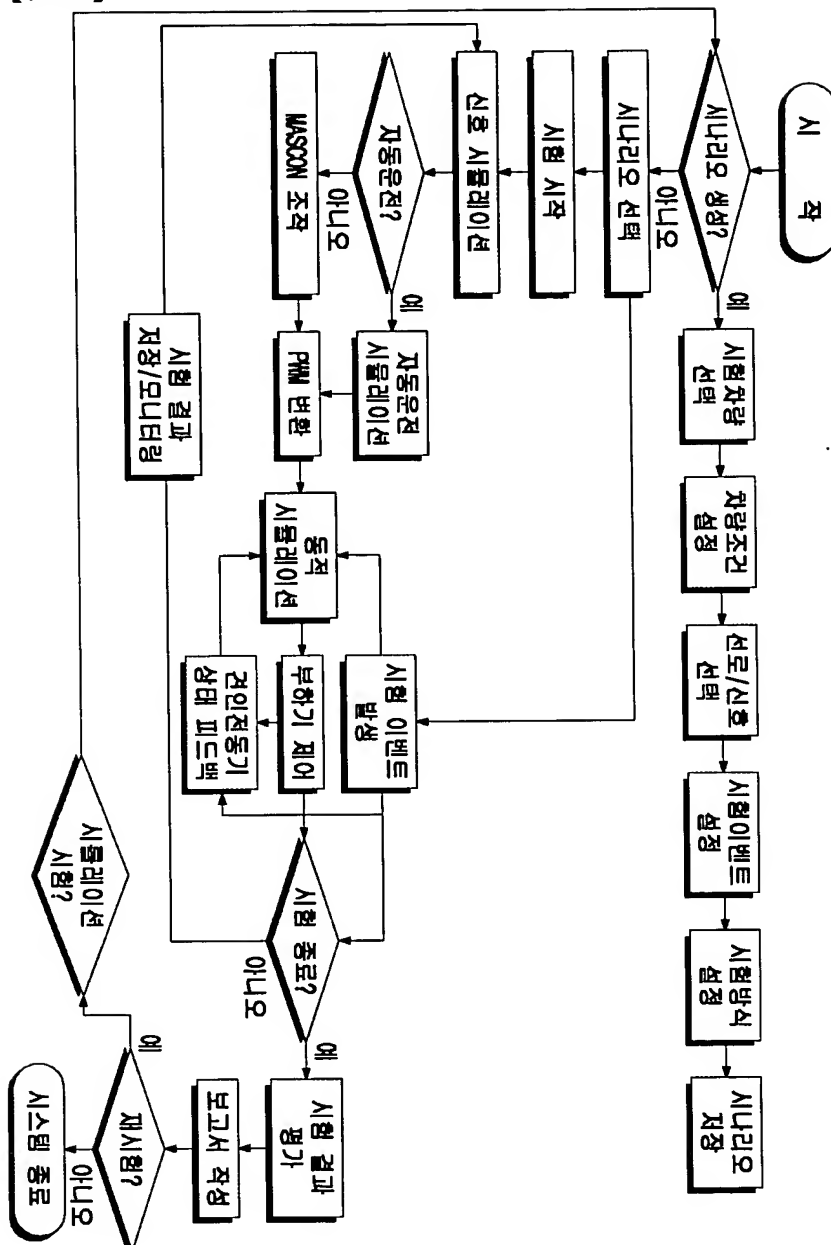 시 작
시나리오 생성?
예
아니오
시험차량
선택
차량조건
설정
선로/신호
선택
시험이벤트
설정
시험방식
설정
시나리오
저장
시나리오 선택
시험 시작
신호 시뮬레이션
자동운전?
예
아니오
자동운전
시뮬레이션
MASCON 조작
PWM 변환
동적
시뮬레이션
시험 이벤트
발생
부하기 제어
견인전동기
상태 피드백
시험 종료?
예
아니오
시험 결과
저장/모니터링
시험 결과
평가
보고서 작성
재시험?
예
아니오
시뮬레이션
시험?
시스템 종료